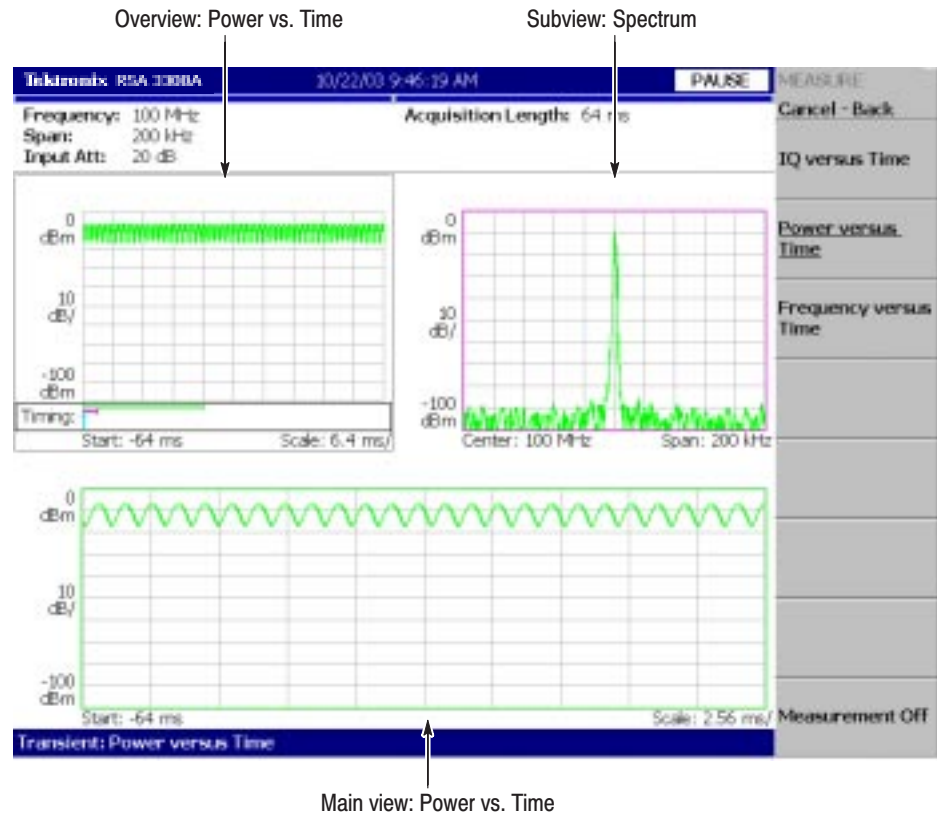 Overview: Power vs. Time
Subview: Spectrum
Tektronix RSA 3308A 10/22/03 9:46:19 AM PAUSE
MEASURE
Cancel - Back
Frequency: 100 MHz
Span: 200 kHz
Input Att: 20 dB
Acquisition Length: 64 ms
IQ versus Time
Power versus
Time
Frequency versus
Time
Measurement Off
0
dBm
10
dB/
-100
dBm
Timing:
Start: -64 ms Scale: 6.4 ms/
0
dBm
10
dB/
-100
dBm
Center: 100 MHz Span: 200 kHz
0
dBm
10
dB/
-100
dBm
Start: -64 ms Scale: 2.56 ms/
Transient: Power versus Time
Main view: Power vs. Time